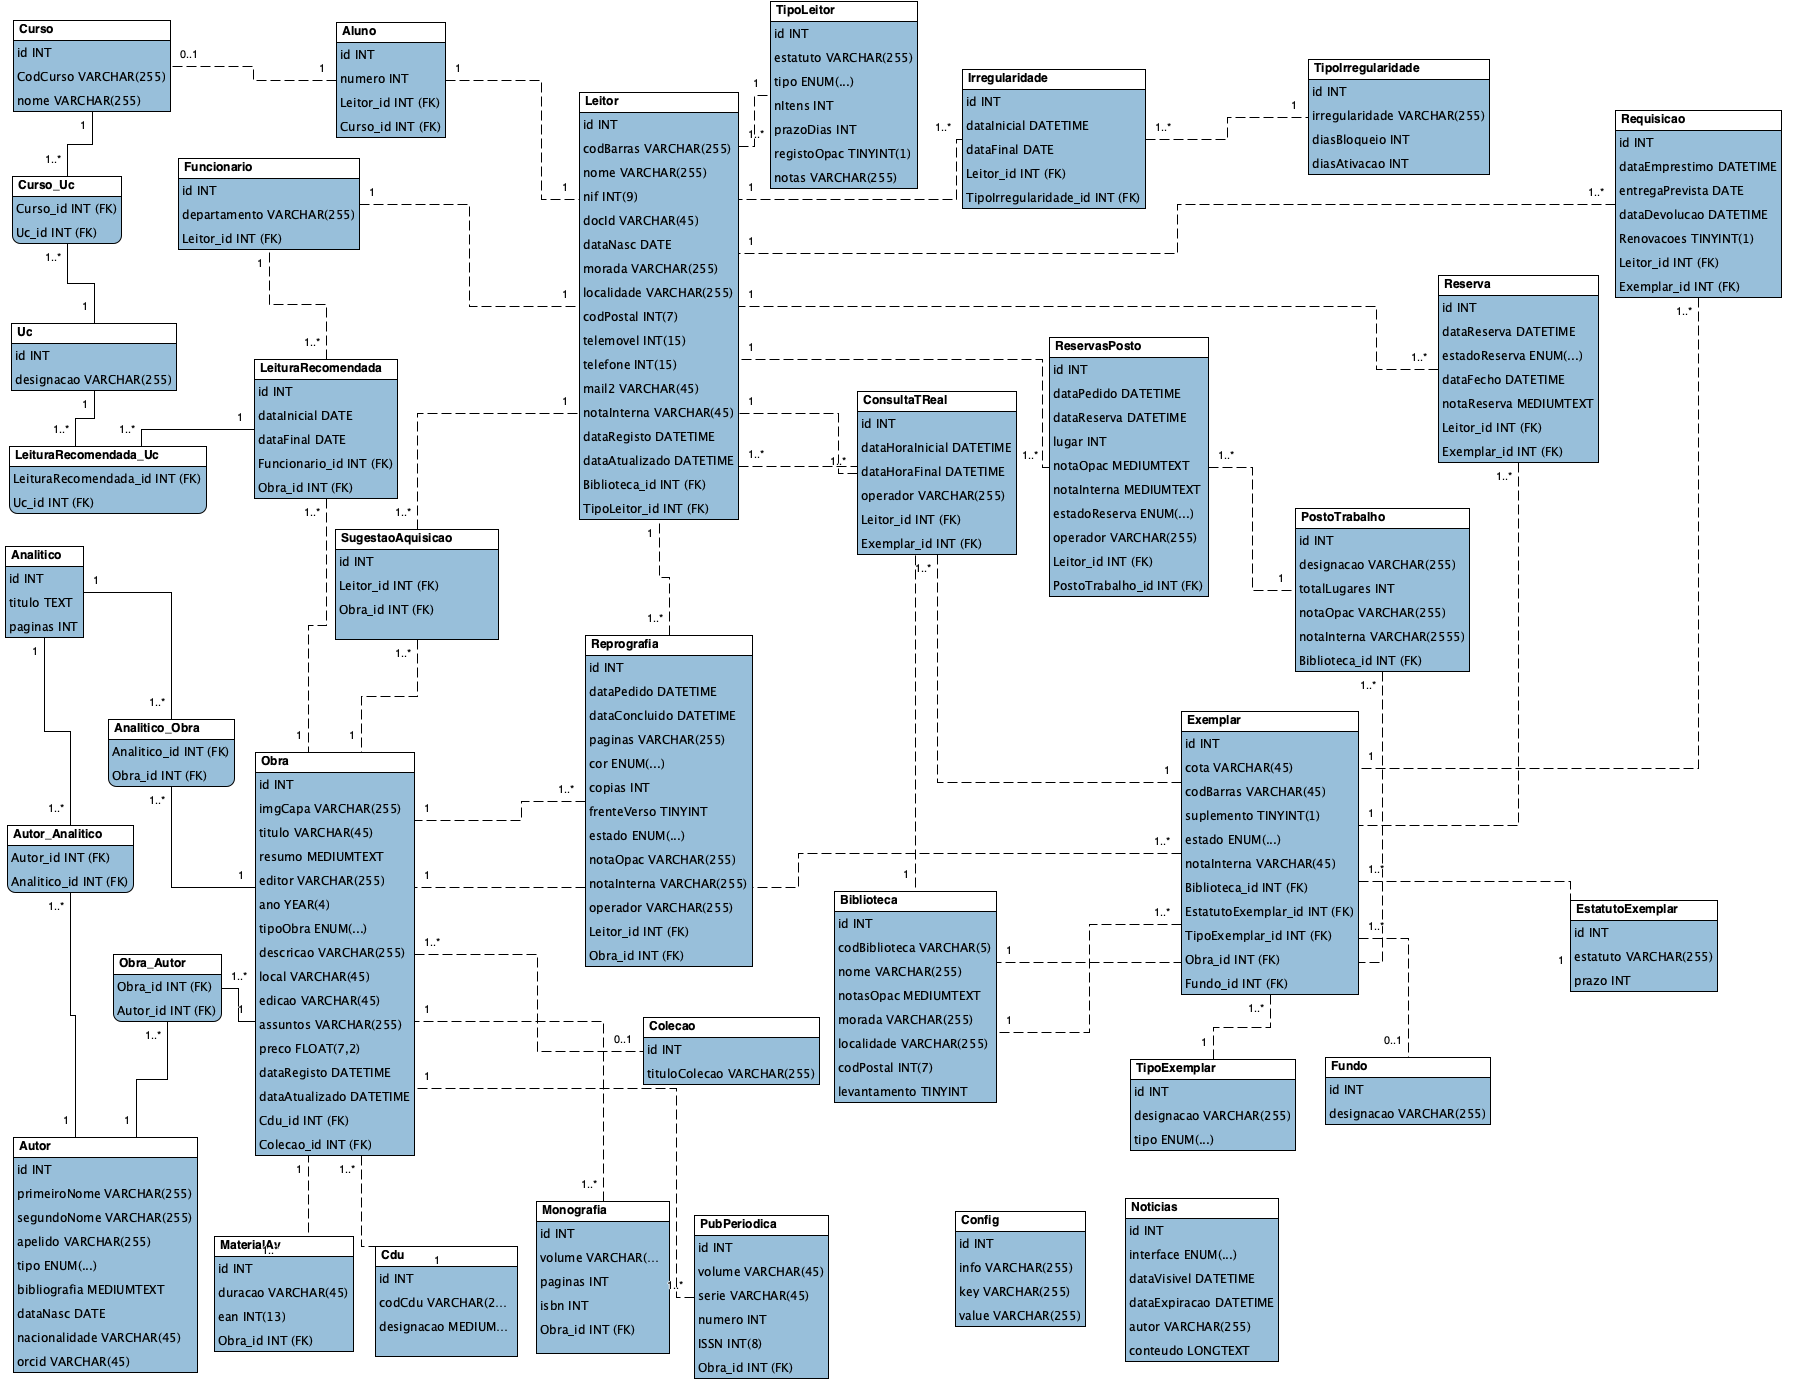 Curso
id INT
CodCurso VARCHAR(255)
nome VARCHAR(255)
0..1
1
1
1..*
Aluno
id INT
numero INT
Leitor_id INT (FK)
Curso_id INT (FK)
1
1
TipoLeitor
id INT
estatuto VARCHAR(255)
tipo ENUM(...)
nItens INT
prazoDias INT
registoOpac TINYINT(1)
notas VARCHAR(255)
1
1..*
Irregularidade
id INT
dataInicial DATETIME
dataFinal DATE
Leitor_id INT (FK)
TipoIrregularidade_id INT (FK)
1..*
1
1..*
1
TipoIrregularidade
id INT
irregularidade VARCHAR(255)
diasBloqueio INT
diasAtivacao INT
Requisicao
id INT
dataEmprestimo DATETIME
entregaPrevista DATE
dataDevolucao DATETIME
Renovacoes TINYINT(1)
Leitor_id INT (FK)
Exemplar_id INT (FK)
1..*
1
1..*
Leitor
id INT
codBarras VARCHAR(255)
nome VARCHAR(255)
nif INT(9)
docId VARCHAR(45)
dataNasc DATE
morada VARCHAR(255)
localidade VARCHAR(255)
codPostal INT(7)
telemovel INT(15)
telefone INT(15)
mail2 VARCHAR(45)
notaInterna VARCHAR(45)
dataRegisto DATETIME
dataAtualizado DATETIME
Biblioteca_id INT (FK)
TipoLeitor_id INT (FK)
Funcionario
id INT
departamento VARCHAR(255)
Leitor_id INT (FK)
1
1
1
1..*
Curso_Uc
Curso_id INT (FK)
Uc_id INT (FK)
1..*
1
Uc
id INT
designacao VARCHAR(255)
1
1..*
LeituraRecomendada
id INT
dataInicial DATE
dataFinal DATE
Funcionario_id INT (FK)
Obra_id INT (FK)
1
1..*
1..*
1
LeituraRecomendada_Uc
LeituraRecomendada_id INT (FK)
Uc_id INT (FK)
Reserva
id INT
dataReserva DATETIME
estadoReserva ENUM(...)
dataFecho DATETIME
notaReserva MEDIUMTEXT
Leitor_id INT (FK)
Exemplar_id INT (FK)
1
1..*
1..*
ReservasPosto
id INT
dataPedido DATETIME
dataReserva DATETIME
lugar INT
notaOpac MEDIUMTEXT
notaInterna MEDIUMTEXT
estadoReserva ENUM(...)
operador VARCHAR(255)
Leitor_id INT (FK)
PostoTrabalho_id INT (FK)
1
1..*
1..*
1
ConsultaTReal
id INT
dataHoraInicial DATETIME
dataHoraFinal DATETIME
operador VARCHAR(255)
Leitor_id INT (FK)
Exemplar_id INT (FK)
1
1..*
1..*
1..*
1
PostoTrabalho
id INT
designacao VARCHAR(255)
totalLugares INT
notaOpac VARCHAR(255)
notaInterna VARCHAR(2555)
Biblioteca_id INT (FK)
1..*
SugestaoAquisicao
id INT
Leitor_id INT (FK)
Obra_id INT (FK)
1
1..*
1..*
1
Analitico
id INT
titulo TEXT
paginas INT
1
1
1..*
1..*
Analitico_Obra
Analitico_id INT (FK)
Obra_id INT (FK)
1..*
1
Autor_Analitico
Autor_id INT (FK)
Analitico_id INT (FK)
1..*
1
Reprografia
id INT
dataPedido DATETIME
dataConcluido DATETIME
paginas VARCHAR(255)
cor ENUM(...)
copias INT
frenteVerso TINYINT
estado ENUM(...)
notaOpac VARCHAR(255)
notaInterna VARCHAR(255)
operador VARCHAR(255)
Leitor_id INT (FK)
Obra_id INT (FK)
1
1..*
1
1..*
Obra
id INT
imgCapa VARCHAR(255)
titulo VARCHAR(45)
resumo MEDIUMTEXT
editor VARCHAR(255)
ano YEAR(4)
tipoObra ENUM(...)
descricao VARCHAR(255)
local VARCHAR(45)
edicao VARCHAR(45)
assuntos VARCHAR(255)
preco FLOAT(7,2)
dataRegisto DATETIME
dataAtualizado DATETIME
Cdu_id INT (FK)
Colecao_id INT (FK)
1
1..*
1..*
0..1
1
1..*
1
1..*
1
1..*
1..*
1
Exemplar
id INT
cota VARCHAR(45)
codBarras VARCHAR(45)
suplemento TINYINT(1)
estado ENUM(...)
notaInterna VARCHAR(45)
Biblioteca_id INT (FK)
EstatutoExemplar_id INT (FK)
TipoExemplar_id INT (FK)
Obra_id INT (FK)
Fundo_id INT (FK)
1
1
1..*
1
1..*
1..*
1
1..*
0..1
Biblioteca
id INT
codBiblioteca VARCHAR(5)
nome VARCHAR(255)
notasOpac MEDIUMTEXT
morada VARCHAR(255)
localidade VARCHAR(255)
codPostal INT(7)
levantamento TINYINT
1
1
1..*
EstatutoExemplar
id INT
estatuto VARCHAR(255)
prazo INT
Obra_Autor
Obra_id INT (FK)
Autor_id INT (FK)
1..*
1
1..*
1
Colecao
id INT
tituloColecao VARCHAR(255)
TipoExemplar
id INT
designacao VARCHAR(255)
tipo ENUM(...)
Fundo
id INT
designacao VARCHAR(255)
Autor
id INT
primeiroNome VARCHAR(255)
segundoNome VARCHAR(255)
apelido VARCHAR(255)
tipo ENUM(...)
bibliografia MEDIUMTEXT
dataNasc DATE
nacionalidade VARCHAR(45)
orcid VARCHAR(45)
MaterialAv
id INT
duracao VARCHAR(45)
ean INT(13)
Obra_id INT (FK)
Cdu
id INT
codCdu VARCHAR(2...
designacao MEDIUM...
Monografia
id INT
volume VARCHAR(...
paginas INT
isbn INT
Obra_id INT (FK)
PubPeriodica
id INT
volume VARCHAR(45)
serie VARCHAR(45)
numero INT
ISSN INT(8)
Obra_id INT (FK)
Config
id INT
info VARCHAR(255)
key VARCHAR(255)
value VARCHAR(255)
Noticias
id INT
interface ENUM(...)
dataVisivel DATETIME
dataExpiracao DATETIME
autor VARCHAR(255)
conteudo LONGTEXT